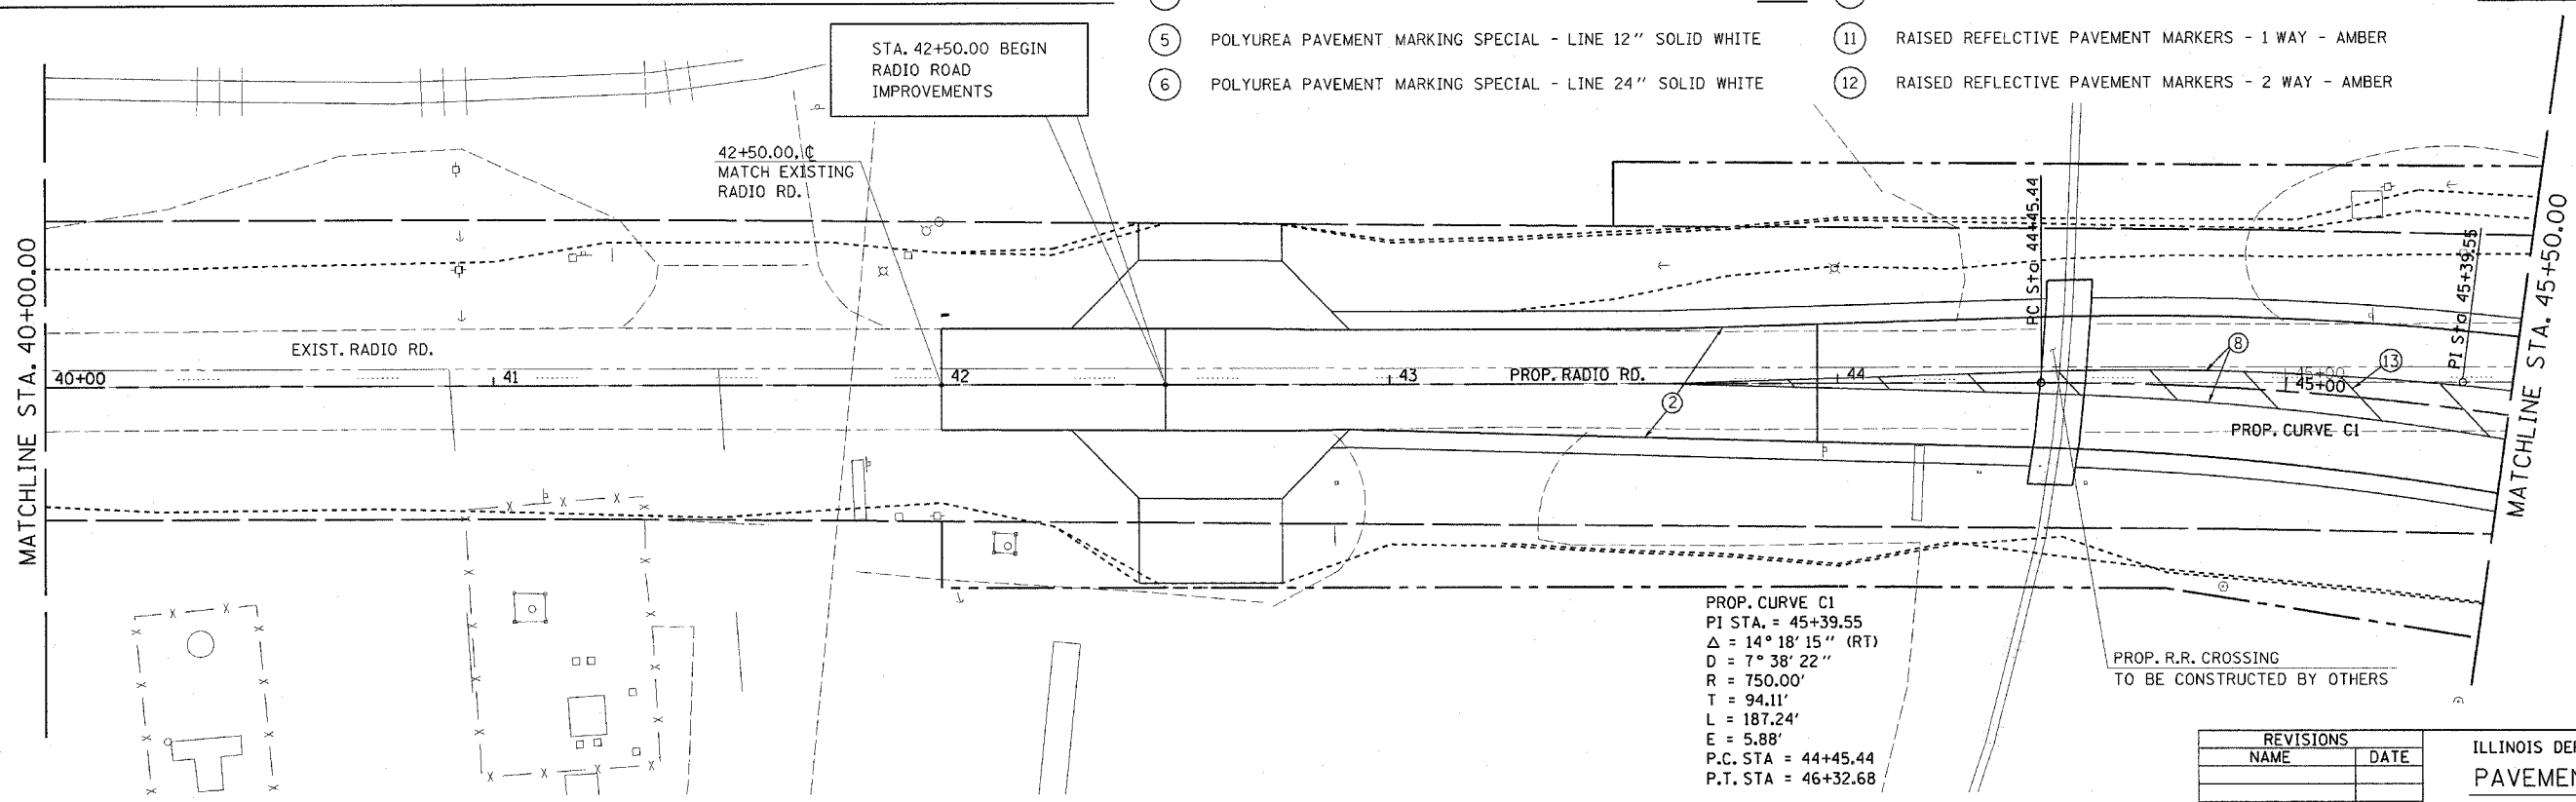 5 POLYUREA PAVEMENT MARKING SPECIAL - LINE 12" SOLID WHITE
6 POLYUREA PAVEMENT MARKING SPECIAL - LINE 24" SOLID WHITE
11 RAISED REFELCTIVE PAVEMENT MARKERS - 1 WAY - AMBER
12 RAISED REFLECTIVE PAVEMENT MARKERS - 2 WAY - AMBER
STA. 42+50.00 BEGIN
RADIO ROAD
IMPROVEMENTS
42+50.00, ℄
MATCH EXISTING
RADIO RD.
MATCHLINE STA. 40+00.00
EXIST. RADIO RD.
40+00
41
42
43
PROP. RADIO RD.
44
45+00
45+00
2
8
13
PC Sta 44+45.44
PI Sta 45+39.55
PROP. CURVE C1
MATCHLINE STA. 45+50.00
PROP. CURVE C1
PI STA. = 45+39.55
Δ = 14° 18' 15" (RT)
D = 7° 38' 22"
R = 750.00'
T = 94.11'
L = 187.24'
E = 5.88'
P.C. STA = 44+45.44
P.T. STA = 46+32.68
PROP. R.R. CROSSING
TO BE CONSTRUCTED BY OTHERS
REVISIONS
NAME DATE
ILLINOIS DE
PAVEMEN